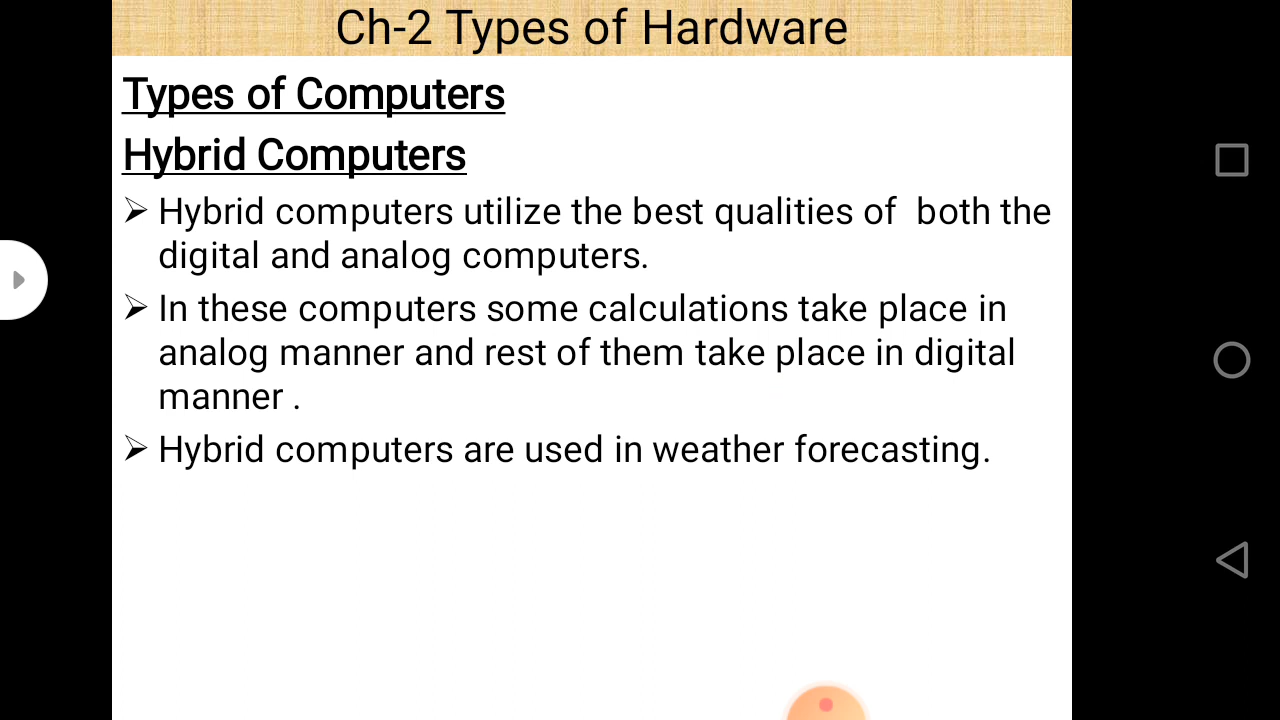 Ch-2 Types of Hardware
Types of Computers
Hybrid Computers
➢ Hybrid computers utilize the best qualities of  both the
digital and analog computers.
➢ In these computers some calculations take place in
analog manner and rest of them take place in digital
manner .
➢ Hybrid computers are used in weather forecasting.